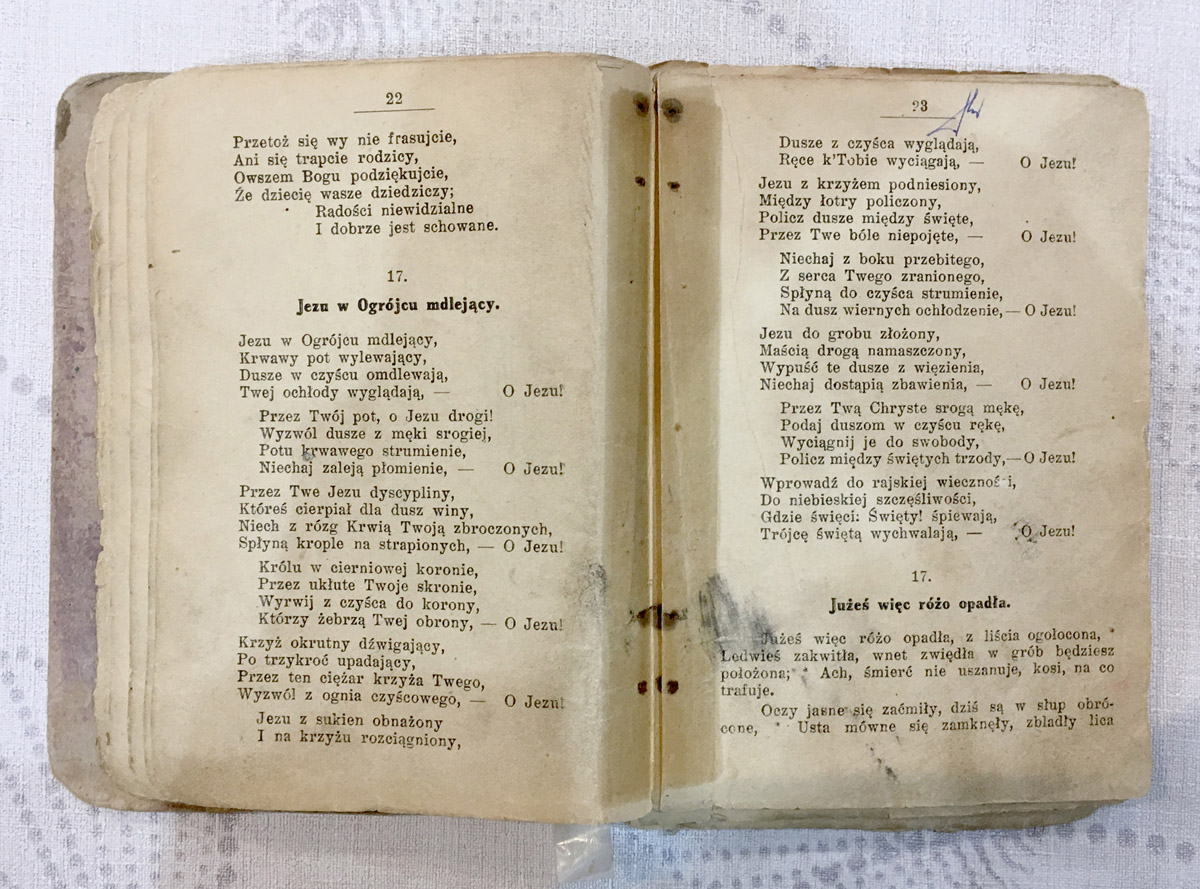 22
Przetoż się wy nie frasujcie,
Ani się trapcie rodzicy,
Owszem Bogu podziękujcie,
Że dziecię wasze dziedziczy;
Radości niewidzialne
I dobrze jest schowane.
17.
Jezu w Ogrójcu mdlejący.
Jezu w Ogrójcu mdlejący,
Krwawy pot wylewający,
Dusze w czyścu omdlewają,
Twej ochłody wyglądają, — O Jezu!
Przez Twój pot, o Jezu drogi!
Wyzwól dusze z męki srogiej,
Potu krwawego strumienie,
Niechaj zaleją płomienie, — O Jezu!
Przez Twe Jezu dyscypliny,
Któreś cierpiał dla dusz winy,
Niech z rózg Krwią Twoją zbroczonych,
Spłyną krople na strapionych, — O Jezu!
Królu w cierniowej koronie,
Przez ukłute Twoje skronie,
Wyrwij z czyśca do korony,
Którzy żebrzą Twej obrony, — O Jezu!
Krzyż okrutny dźwigający,
Po trzykroć upadający,
Przez ten ciężar krzyża Twego,
Wyzwól z ognia czyścowego, — O Jezu!
Jezu z sukien obnażony
I na krzyżu rozciągniony,
23
Dusze z czyśca wyglądają,
Ręce k'Tobie wyciągają, — O Jezu!
Jezu z krzyżem podniesiony,
Między łotry policzony,
Policz dusze między święte,
Przez Twe bóle niepojęte, — O Jezu!
Niechaj z boku przebitego,
Z serca Twego zranionego,
Spłyną do czyśca strumienie,
Na dusz wiernych ochłodzenie, — O Jezu!
Jezu do grobu złożony,
Maścią drogą namaszczony,
Wypuść te dusze z więzienia,
Niechaj dostąpią zbawienia, — O Jezu!
Przez Twą Chryste srogą mękę,
Podaj duszom w czyścu rękę,
Wyciągnij je do swobody,
Policz między świętych trzody, — O Jezu!
Wprowadź do rajskiej wieczności,
Do niebieskiej szczęśliwości,
Gdzie święci: Święty! śpiewają,
Trójcę świętą wychwalają, — O Jezu!
17.
Jużeś więc różo opadła.
Jużeś więc różo opadła, z liścia ogołocona, *
Ledwieś zakwitła, wnet zwiędła w grób będziesz
położona; * Ach, śmierć nie uszanuje, kosi, na co
trafuje.
Oczy jasne się zaćmiły, dziś są w słup obró-
cone, * Usta mówne się zamknęły, zbladły lica